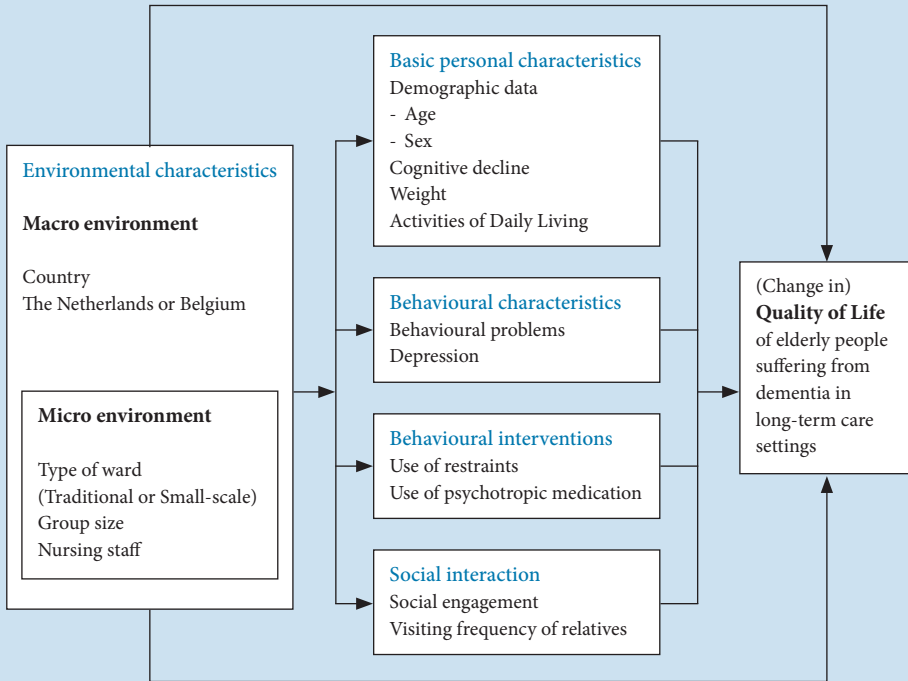 Environmental characteristics
Macro environment
Country
The Netherlands or Belgium
Micro environment
Type of ward
(Traditional or Small-scale)
Group size
Nursing staff
Basic personal characteristics
Demographic data
- Age
- Sex
Cognitive decline
Weight
Activities of Daily Living
Behavioural characteristics
Behavioural problems
Depression
Behavioural interventions
Use of restraints
Use of psychotropic medication
Social interaction
Social engagement
Visiting frequency of relatives
(Change in)
Quality of Life
of elderly people
suffering from
dementia in
long-term care
settings